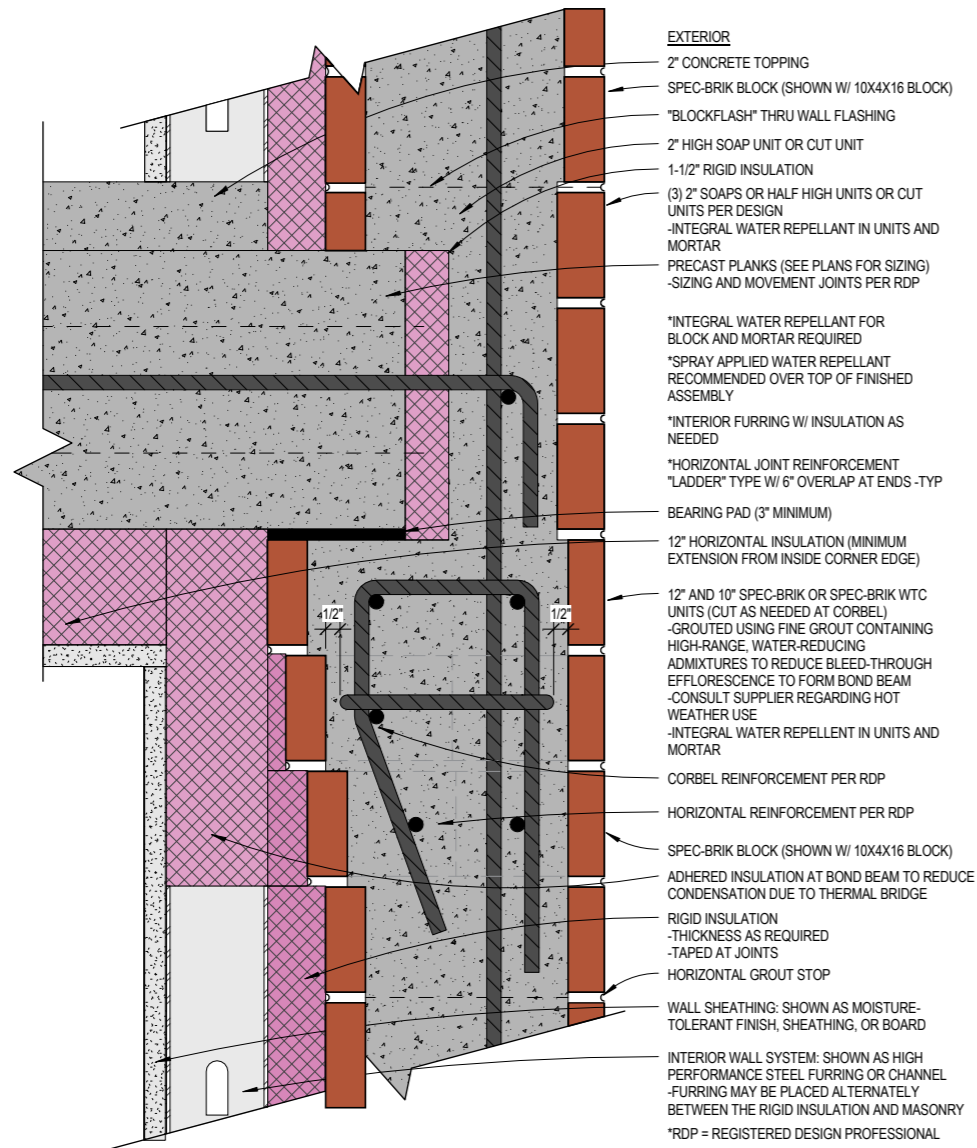 EXTERIOR
2" CONCRETE TOPPING
SPEC-BRIK BLOCK (SHOWN W/ 10X4X16 BLOCK)
"BLOCKFLASH" THRU WALL FLASHING
2" HIGH SOAP UNIT OR CUT UNIT
1-1/2" RIGID INSULATION
(3) 2" SOAPS OR HALF HIGH UNITS OR CUT
UNITS PER DESIGN
-INTEGRAL WATER REPELLANT IN UNITS AND
MORTAR
PRECAST PLANKS (SEE PLANS FOR SIZING)
-SIZING AND MOVEMENT JOINTS PER RDP
*INTEGRAL WATER REPELLANT FOR
BLOCK AND MORTAR REQUIRED
*SPRAY APPLIED WATER REPELLANT
RECOMMENDED OVER TOP OF FINISHED
ASSEMBLY
*INTERIOR FURRING W/ INSULATION AS
NEEDED
*HORIZONTAL JOINT REINFORCEMENT
"LADDER" TYPE W/ 6" OVERLAP AT ENDS -TYP
BEARING PAD (3" MINIMUM)
12" HORIZONTAL INSULATION (MINIMUM
EXTENSION FROM INSIDE CORNER EDGE)
1/2"
1/2"
12" AND 10" SPEC-BRIK OR SPEC-BRIK WTC
UNITS (CUT AS NEEDED AT CORBEL)
-GROUTED USING FINE GROUT CONTAINING
HIGH-RANGE, WATER-REDUCING
ADMIXTURES TO REDUCE BLEED-THROUGH
EFFLORESCENCE TO FORM BOND BEAM
-CONSULT SUPPLIER REGARDING HOT
WEATHER USE
-INTEGRAL WATER REPELLENT IN UNITS AND
MORTAR
CORBEL REINFORCEMENT PER RDP
HORIZONTAL REINFORCEMENT PER RDP
SPEC-BRIK BLOCK (SHOWN W/ 10X4X16 BLOCK)
ADHERED INSULATION AT BOND BEAM TO REDUCE
CONDENSATION DUE TO THERMAL BRIDGE
RIGID INSULATION
-THICKNESS AS REQUIRED
-TAPED AT JOINTS
HORIZONTAL GROUT STOP
WALL SHEATHING: SHOWN AS MOISTURE-
TOLERANT FINISH, SHEATHING, OR BOARD
INTERIOR WALL SYSTEM: SHOWN AS HIGH
PERFORMANCE STEEL FURRING OR CHANNEL
-FURRING MAY BE PLACED ALTERNATELY
BETWEEN THE RIGID INSULATION AND MASONRY
*RDP = REGISTERED DESIGN PROFESSIONAL